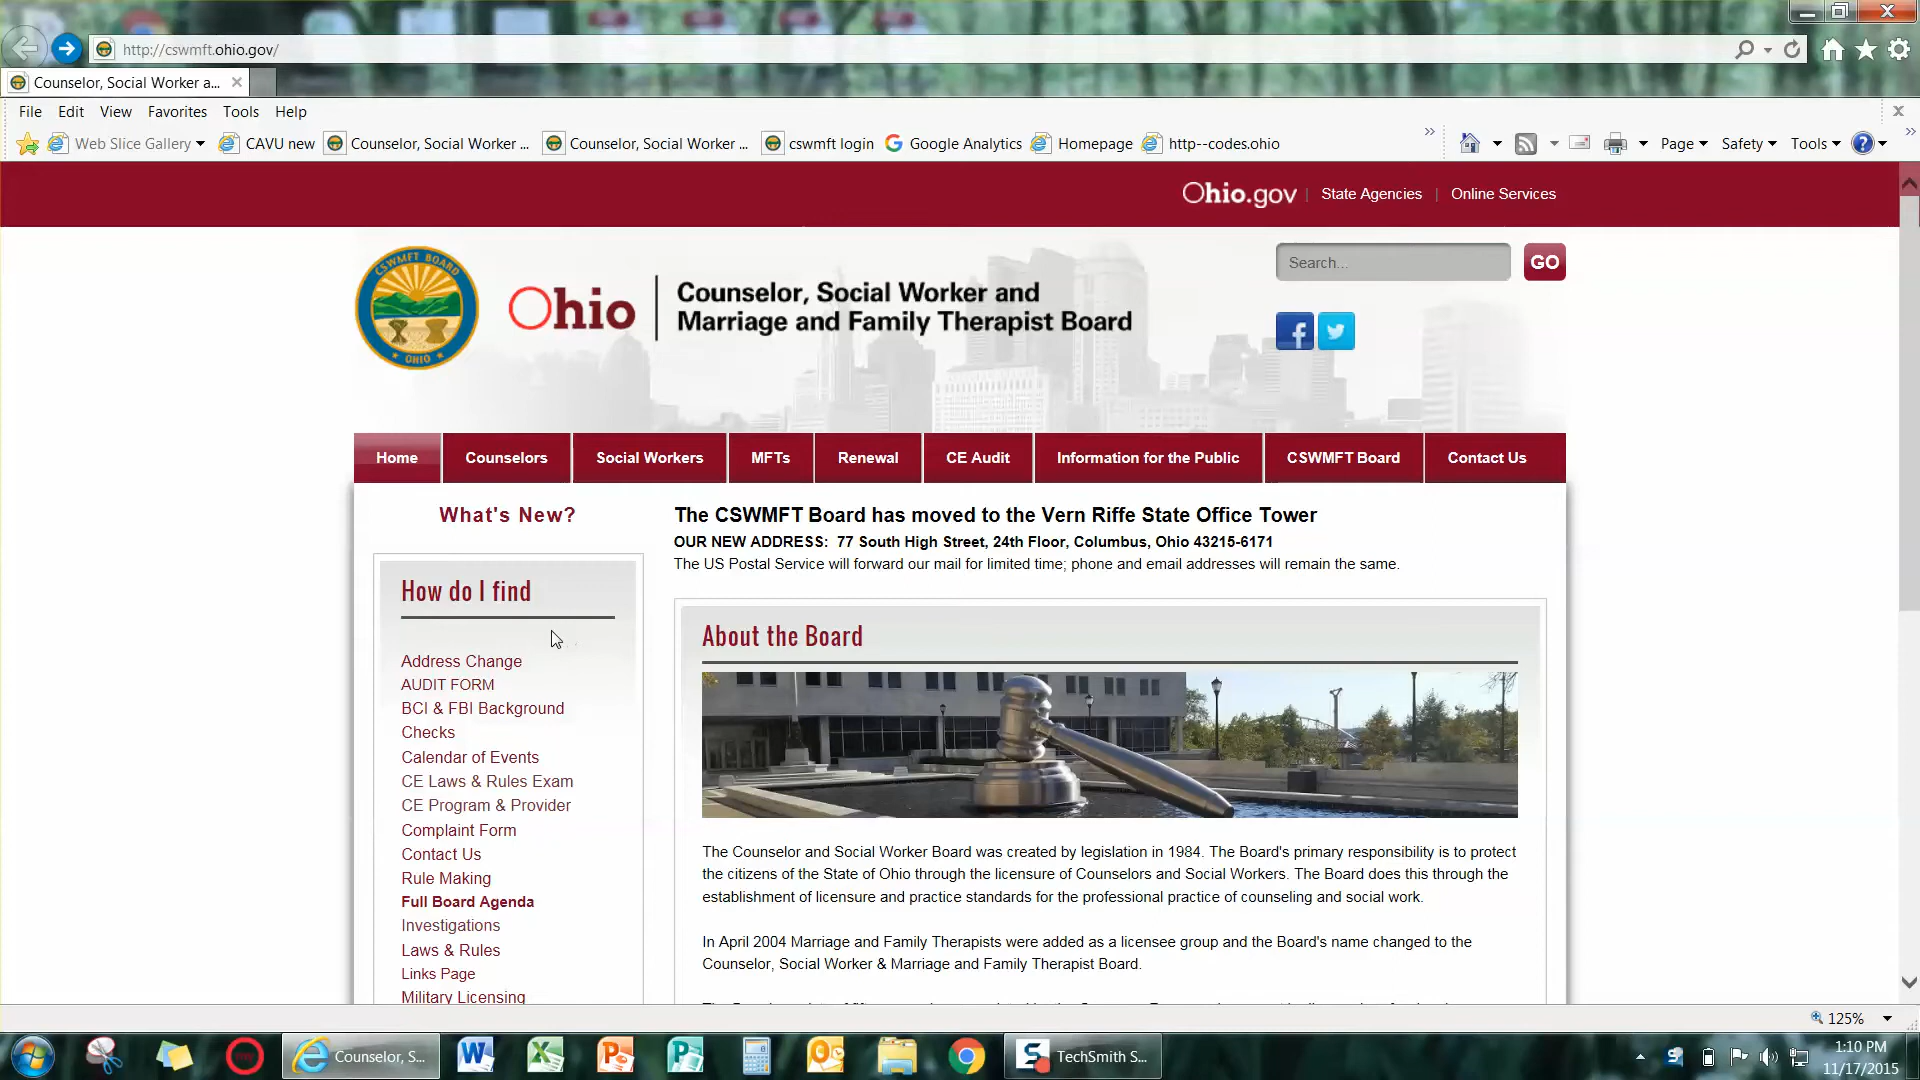 http://cswmft.ohio.gov/
Counselor, Social Worker a...
File Edit View Favorites Tools Help
Web Slice Gallery CAVU new Counselor, Social Worker ... Counselor, Social Worker ... cswmft login Google Analytics Homepage http--codes.ohio Page Safety Tools
Ohio.gov | State Agencies | Online Services
CSWMFT BOARD
OHIO
Ohio
Counselor, Social Worker and
Marriage and Family Therapist Board
Search...
GO
Home Counselors Social Workers MFTs Renewal CE Audit Information for the Public CSWMFT Board Contact Us
What's New?
How do I find
Address Change
AUDIT FORM
BCI & FBI Background
Checks
Calendar of Events
CE Laws & Rules Exam
CE Program & Provider
Complaint Form
Contact Us
Rule Making
Full Board Agenda
Investigations
Laws & Rules
Links Page
Military Licensing
The CSWMFT Board has moved to the Vern Riffe State Office Tower
OUR NEW ADDRESS: 77 South High Street, 24th Floor, Columbus, Ohio 43215-6171
The US Postal Service will forward our mail for limited time; phone and email addresses will remain the same.
About the Board
The Counselor and Social Worker Board was created by legislation in 1984. The Board's primary responsibility is to protect
the citizens of the State of Ohio through the licensure of Counselors and Social Workers. The Board does this through the
establishment of licensure and practice standards for the professional practice of counseling and social work.
In April 2004 Marriage and Family Therapists were added as a licensee group and the Board's name changed to the
Counselor, Social Worker & Marriage and Family Therapist Board.
125%
Counselor, S...
TechSmith S...
1:10 PM
11/17/2015